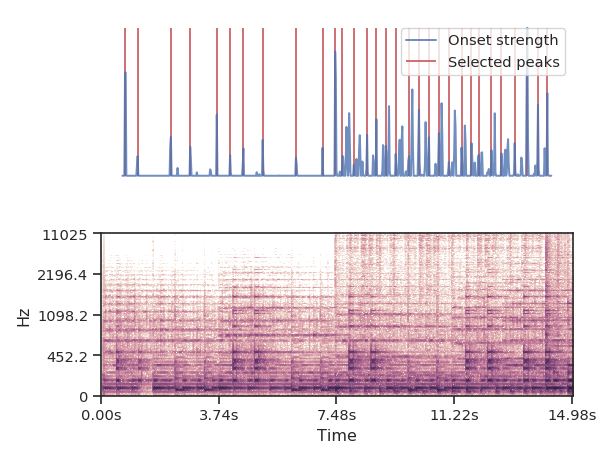 Onset strength
Selected peaks
11025
2196.4
1098.2
452.2
0
Hz
0.00s 3.74s 7.48s 11.22s 14.98s
Time